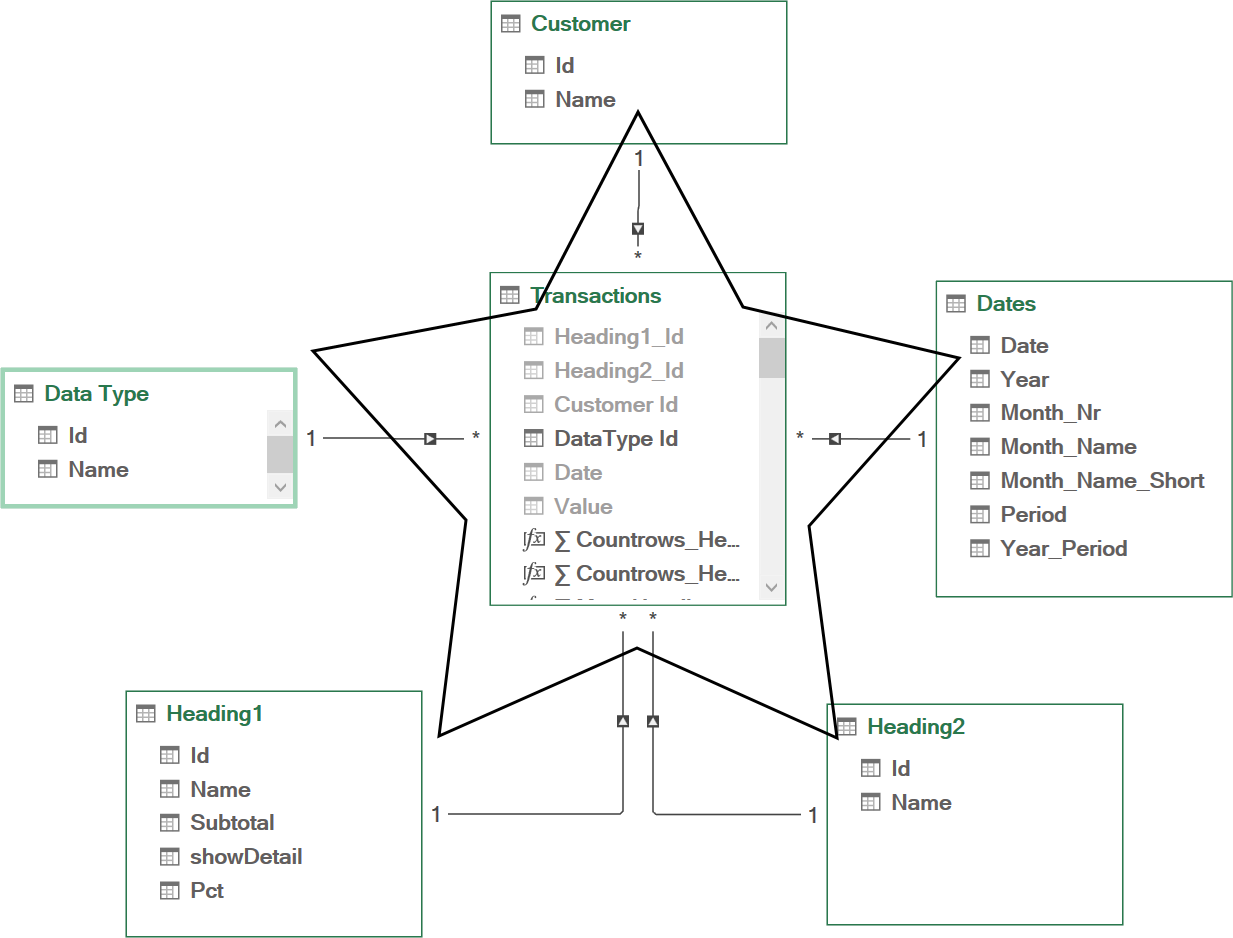 Customer
Id
Name
1
*
Transactions
Heading1_Id
Heading2_Id
Customer Id
DataType Id
Date
Value
fx ∑ Countrows_He...
fx ∑ Countrows_He...
Data Type
Id
Name
1
*
Dates
Date
Year
Month_Nr
Month_Name
Month_Name_Short
Period
Year_Period
*
1
*
*
Heading1
Id
Name
Subtotal
showDetail
Pct
1
Heading2
Id
Name
1